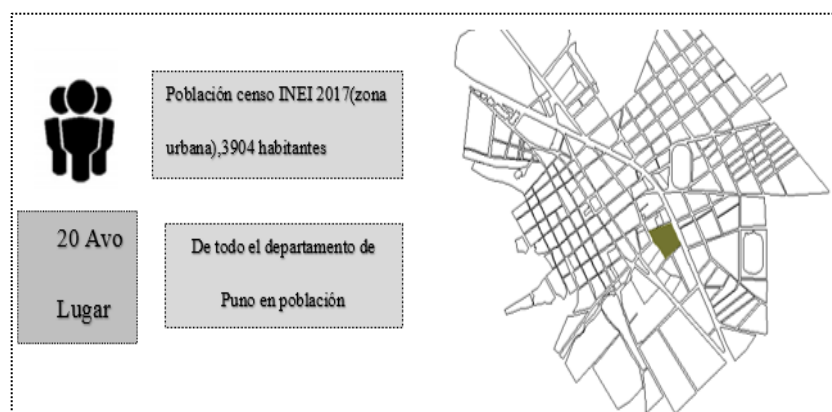 Población censo INEI 2017(zona
urbana),3904 habitantes
20 Avo
Lugar
De todo el departamento de
Puno en población